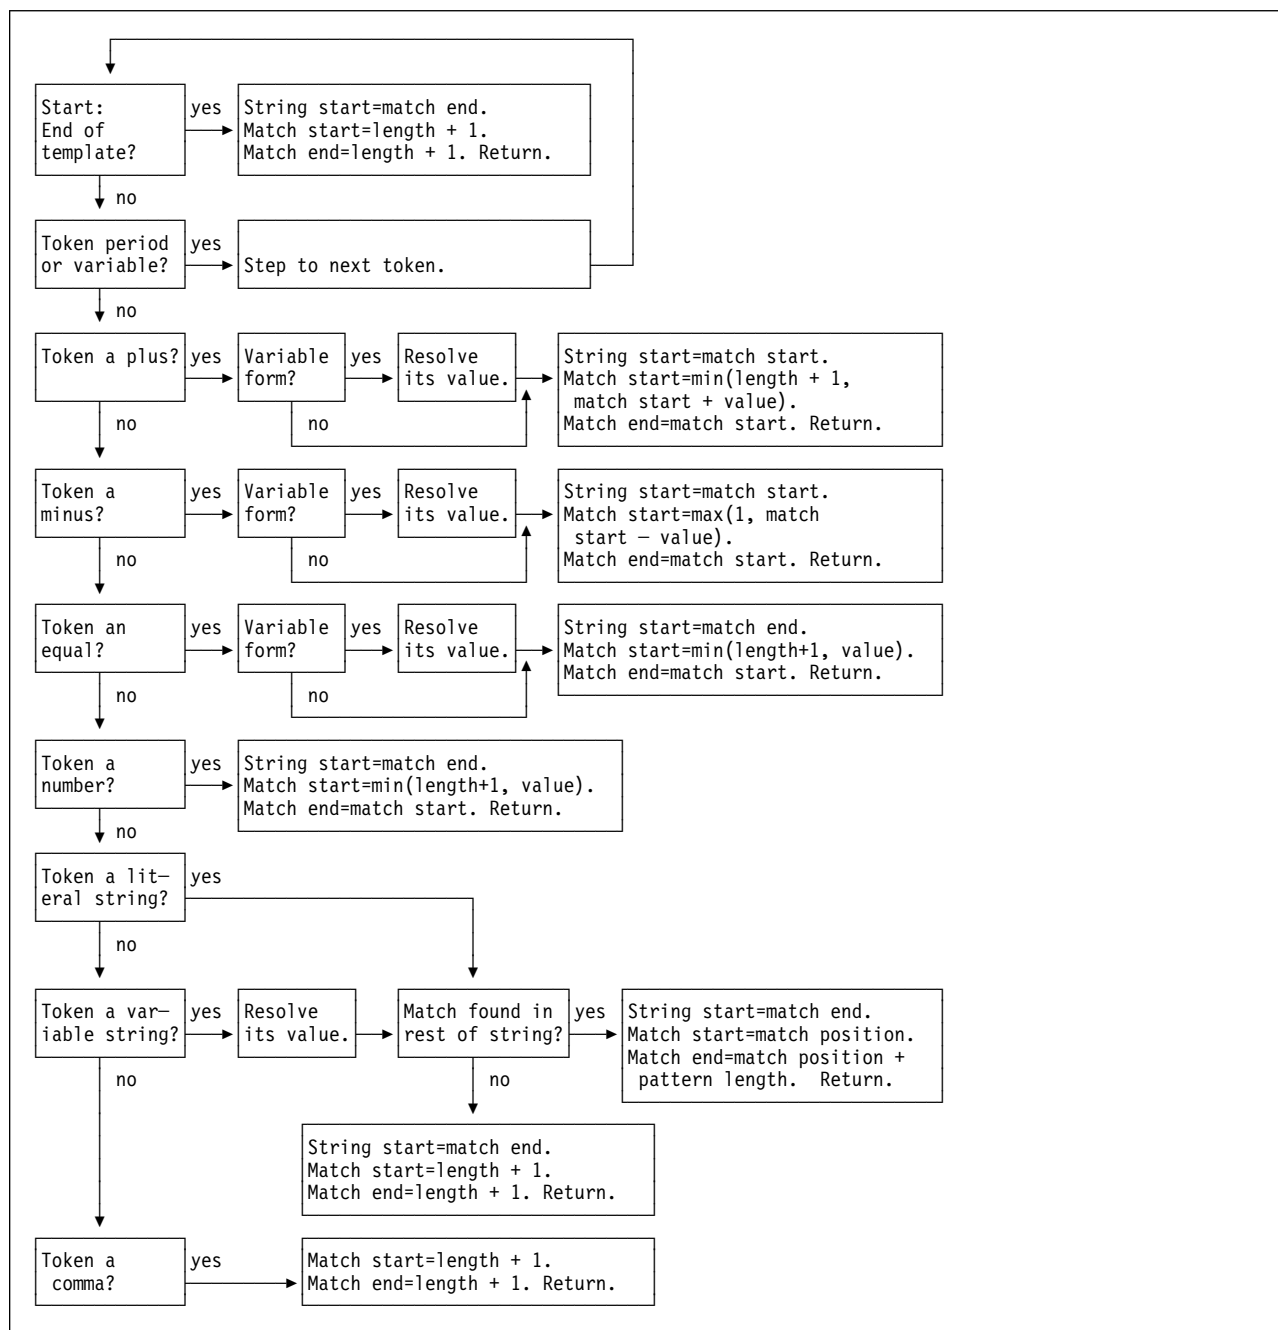 Start:
End of
template?
yes
String start=match end.
Match start=length + 1.
Match end=length + 1. Return.
no
Token period
or variable?
yes
Step to next token.
no
Token a plus?
yes
Variable
form?
yes
Resolve
its value.
String start=match start.
Match start=min(length + 1,
match start + value).
Match end=match start. Return.
no
no
Token a
minus?
yes
Variable
form?
yes
Resolve
its value.
String start=match start.
Match start=max(1, match
start — value).
Match end=match start. Return.
no
no
Token an
equal?
yes
Variable
form?
yes
Resolve
its value.
String start=match end.
Match start=min(length+1, value).
Match end=match start. Return.
no
no
Token a
number?
yes
String start=match end.
Match start=min(length+1, value).
Match end=match start. Return.
no
Token a lit—
eral string?
yes
no
Token a var—
iable string?
yes
Resolve
its value.
Match found in
rest of string?
yes
String start=match end.
Match start=match position.
Match end=match position +
pattern length.  Return.
no
no
String start=match end.
Match start=length + 1.
Match end=length + 1. Return.
Token a
comma?
yes
Match start=length + 1.
Match end=length + 1. Return.